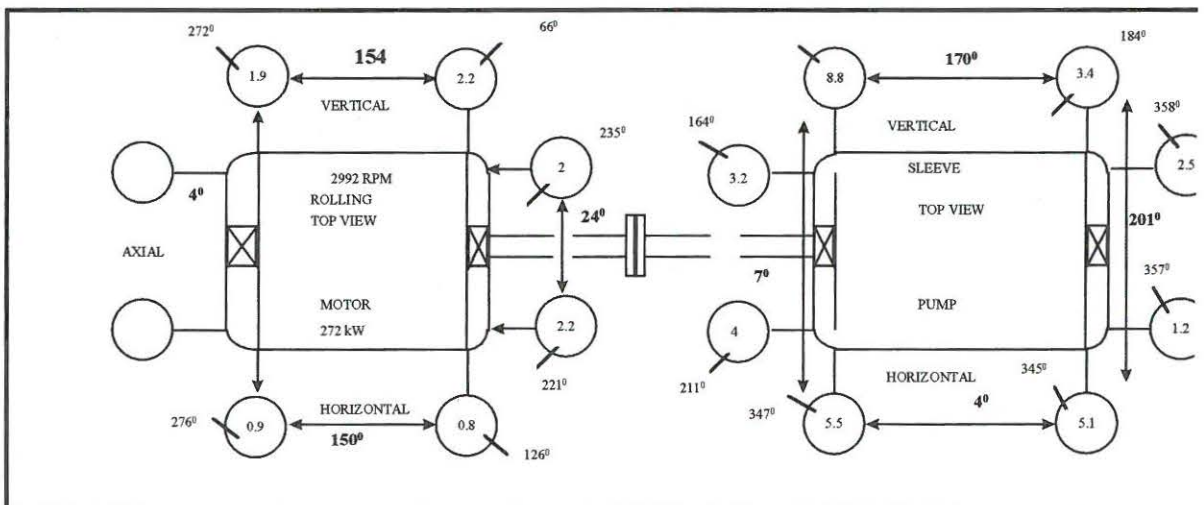 272⁰
154
66⁰
170⁰
184⁰
1.9
2.2
8.8
3.4
VERTICAL
VERTICAL
164⁰
358⁰
235⁰
2
3.2
2.5
2992 RPM
SLEEVE
4⁰
ROLLING
TOP VIEW
24⁰
TOP VIEW
201⁰
AXIAL
7⁰
357⁰
MOTOR
PUMP
272 kW
2.2
4
1.2
221⁰
211⁰
HORIZONTAL
345⁰
276⁰
0.9
HORIZONTAL
0.8
347⁰
5.5
4⁰
5.1
150⁰
126⁰